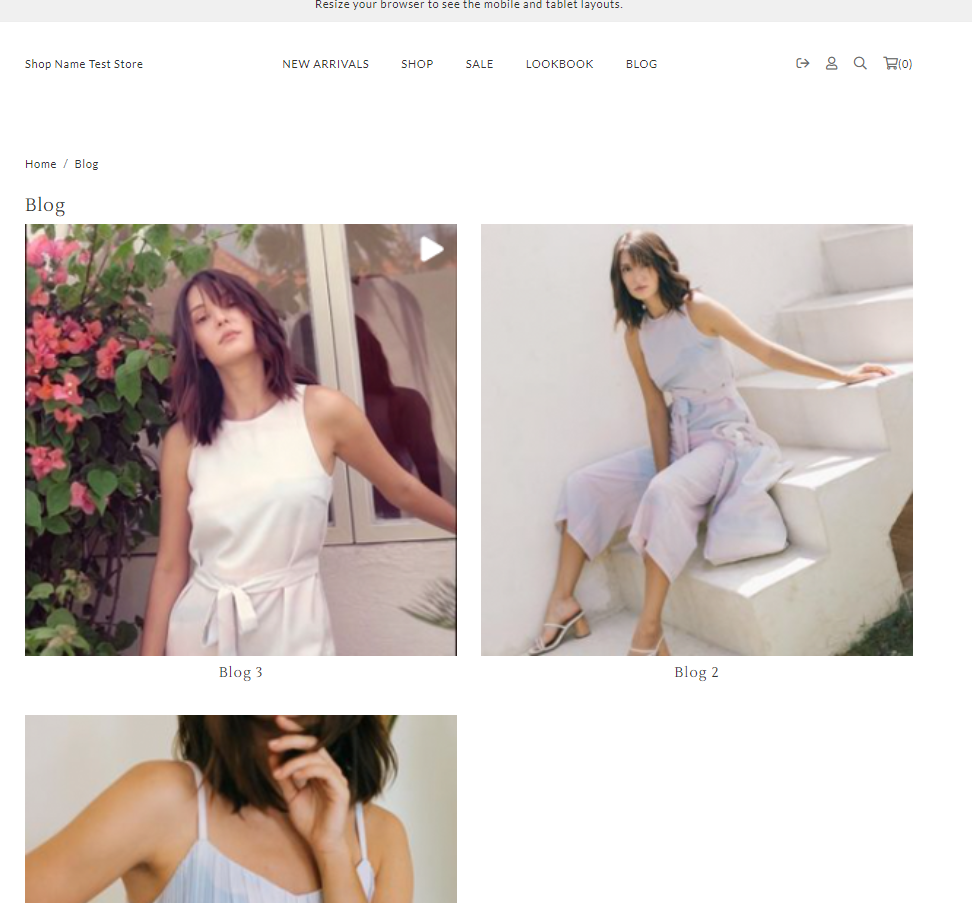 Resize your browser to see the mobile and tablet layouts.
Shop Name Test Store
NEW ARRIVALS SHOP SALE LOOKBOOK BLOG
(0)
Home / Blog
Blog
Blog 3
Blog 2